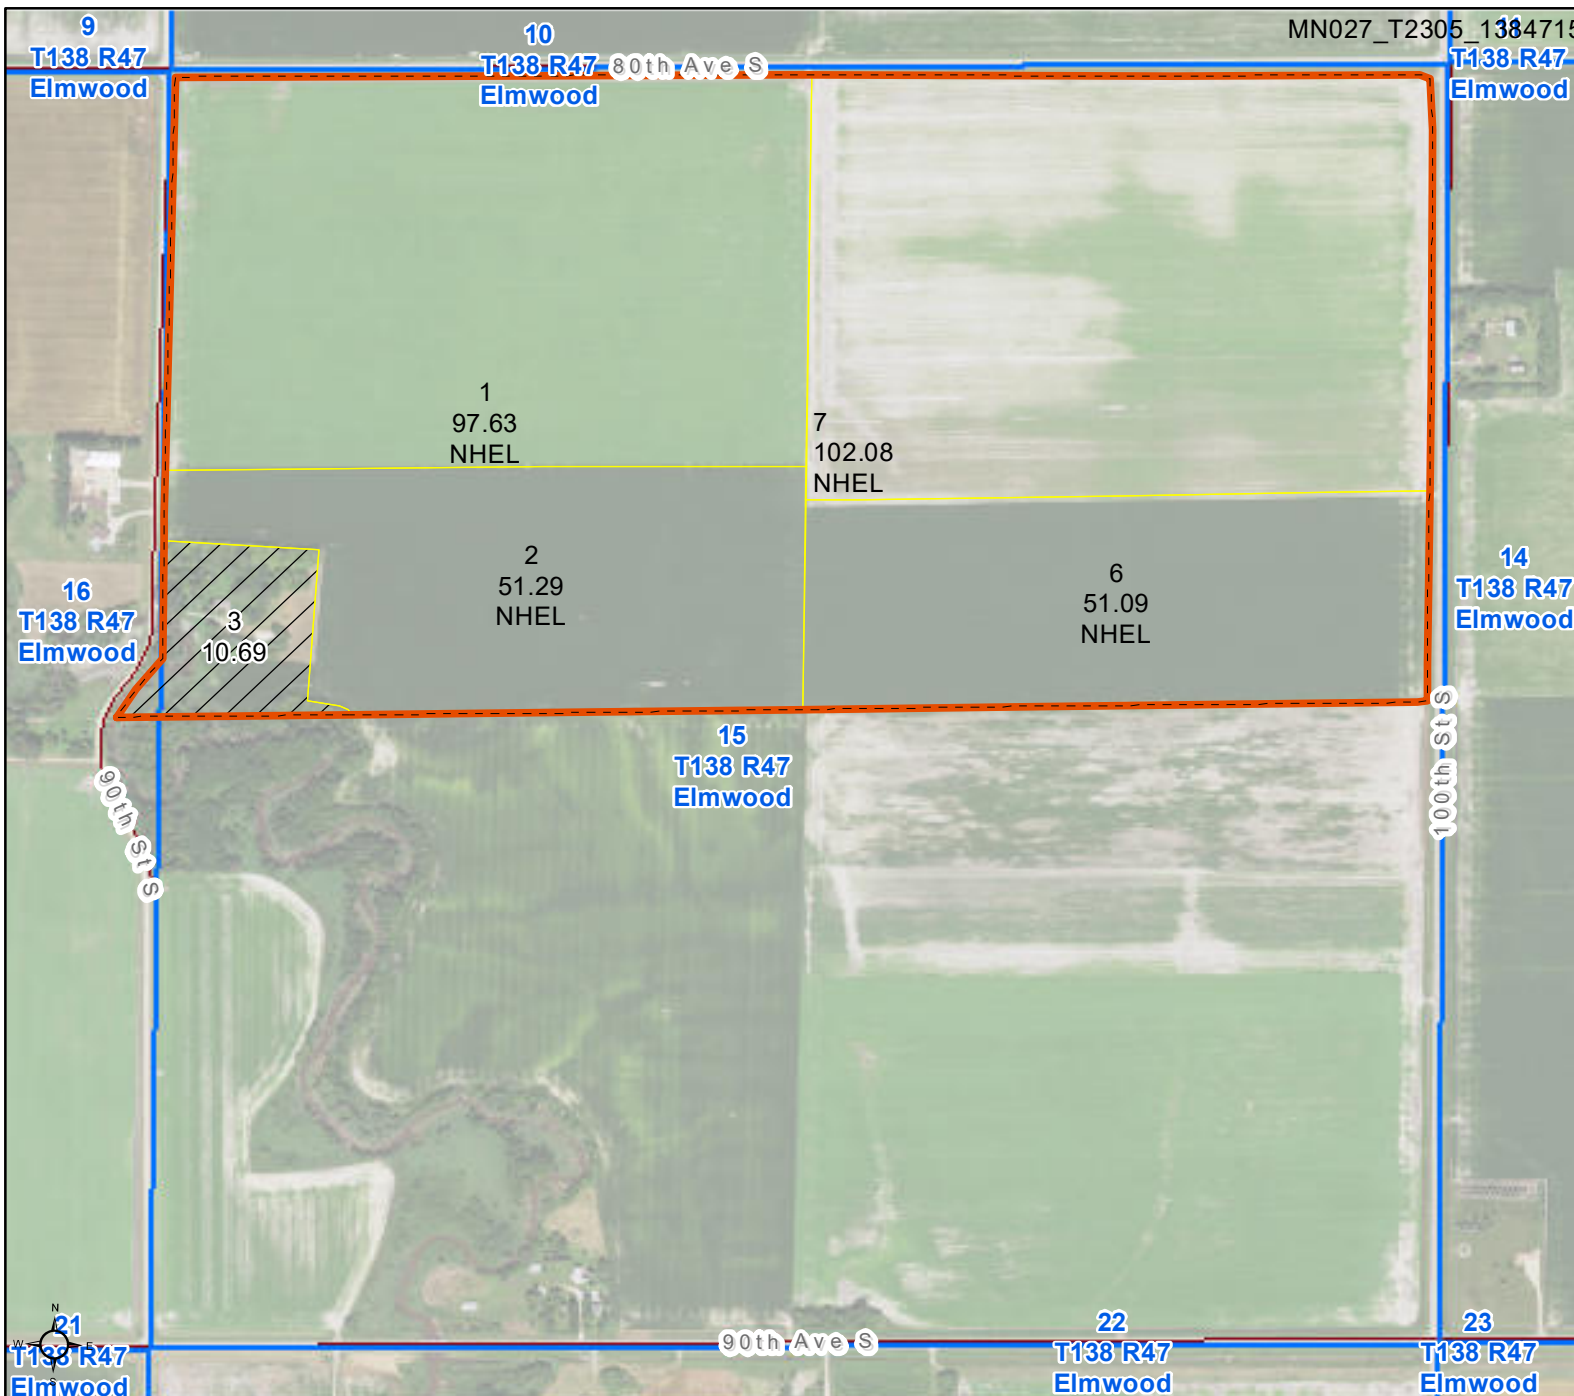 MN027_T2305_1384715
9
T138 R47
Elmwood
10
T138 R47
Elmwood
80th Ave S
11
T138 R47
Elmwood
1
97.63
NHEL
7
102.08
NHEL
2
51.29
NHEL
6
51.09
NHEL
3
10.69
16
T138 R47
Elmwood
14
T138 R47
Elmwood
15
T138 R47
Elmwood
90th St S
100th St S
N
W
E
S
21
T138 R47
Elmwood
90th Ave S
22
T138 R47
Elmwood
23
T138 R47
Elmwood